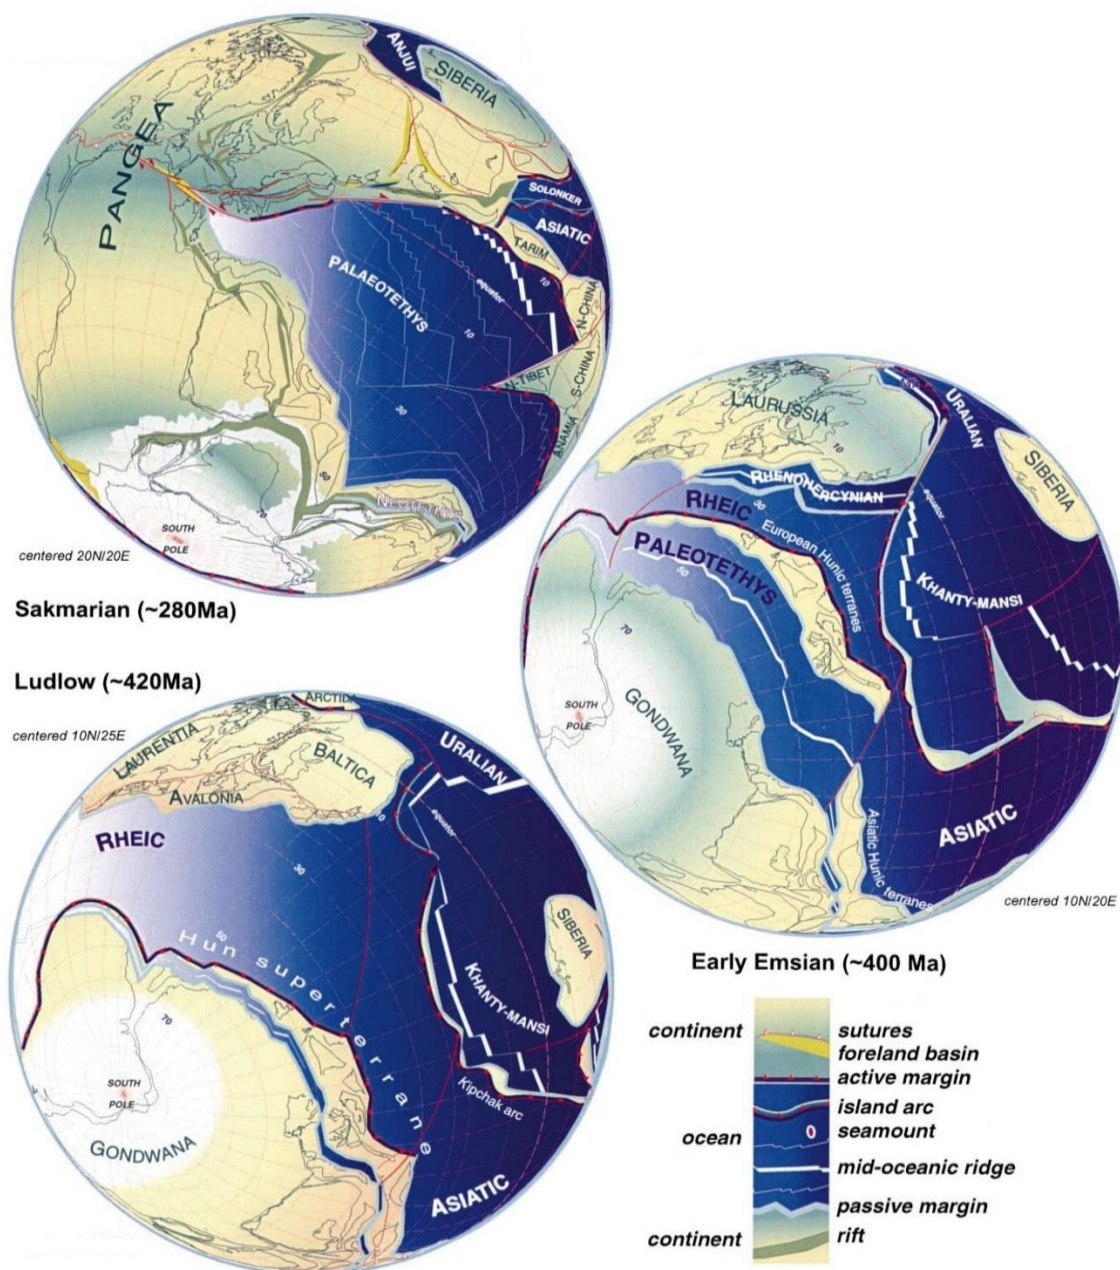 ANJUI
SIBERIA
PANGEA
SOLONKER
ASIATIC
TARIM
PALAEOTETHYS
equator
10
N-CHINA
10
S-CHINA
N-TIBET
30
ANAMIA
50
NEOTETHYS
70
SOUTH
POLE
centered 20N/20E
Sakmarian (~280Ma)
LAURUSSIA
10
URALIAN
SIBERIA
RHENOHERCYNIAN
30
equator
RHEIC
European Hunic terranes
PALEOTETHYS
50
KHANTY-MANSI
70
GONDWANA
SOUTH
POLE
ASIATIC
Asiatic Hunic terranes
centered 10N/20E
Early Emsian (~400 Ma)
Ludlow (~420Ma)
centered 10N/25E
ARCTIDA
LAURENTIA
BALTICA
URALIAN
AVALONIA
10
equator
RHEIC
30
SIBERIA
50
Hun superterrane
KHANTY-MANSI
70
SOUTH
POLE
Kipchak arc
GONDWANA
ASIATIC
continent
sutures
foreland basin
active margin
island arc
ocean
seamount
mid-oceanic ridge
passive margin
continent
rift